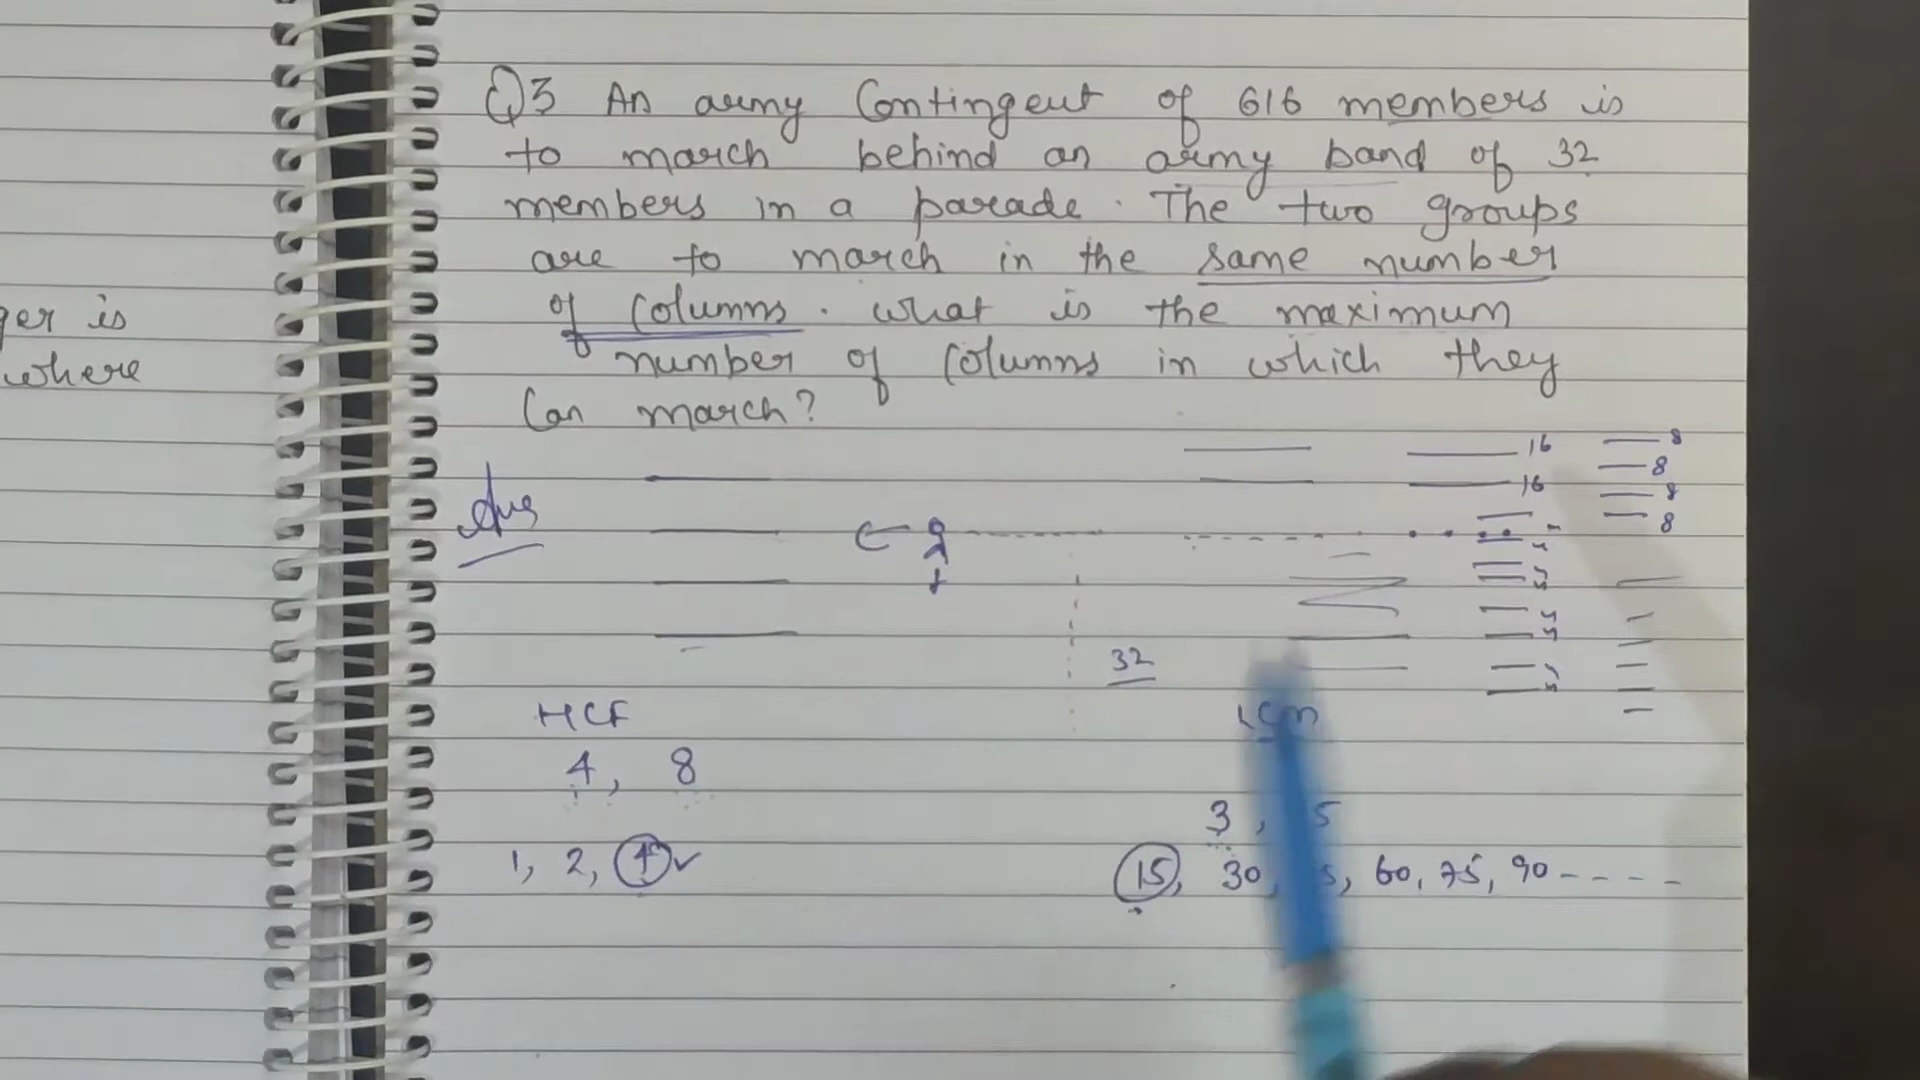 Q3 An army Contingent of 616 members is
to march behind an army band of 32
members in a parade. The two groups
are to march in the same number
of Columns. what is the maximum
number of Columns in which they
Can march?
ger is
where
Ans
16
16
8
8
8
8
32
HCF
LCM
4, 8
3, 5
1, 2, 4 ✓
15, 30, 60, 75, 90 - - - -